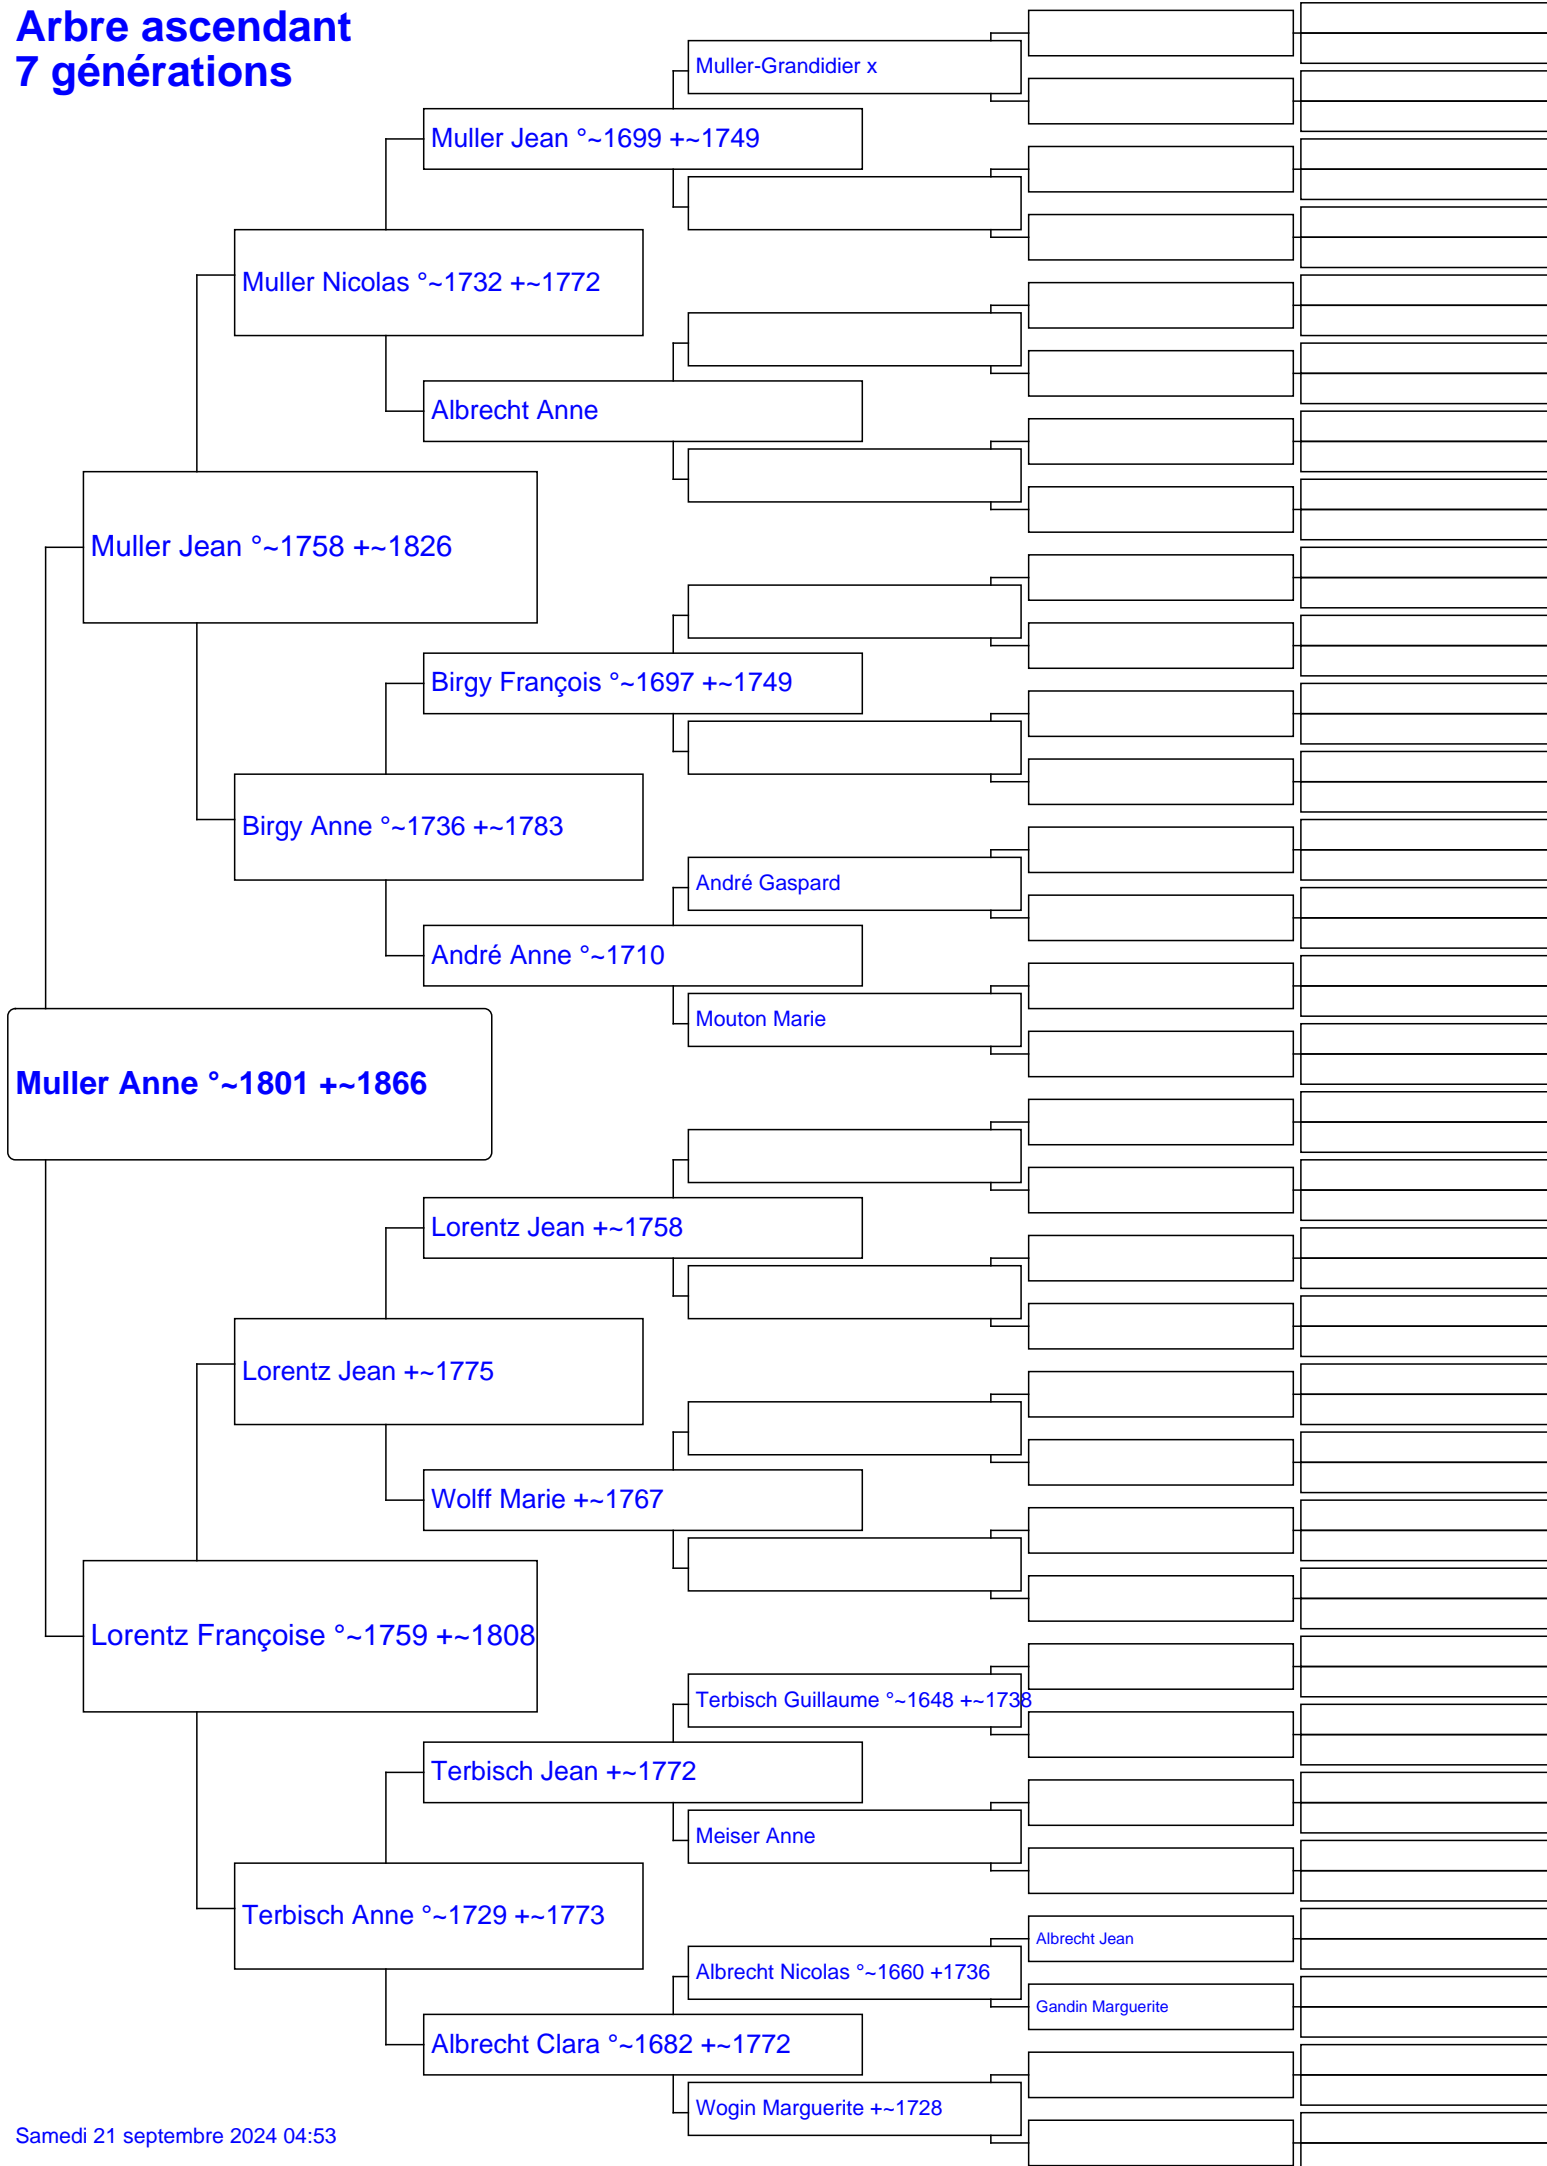 Arbre ascendant
7 générations
Muller-Grandidier x
Muller Jean °~1699 +~1749
Muller Nicolas °~1732 +~1772
Albrecht Anne
Muller Jean °~1758 +~1826
Birgy François °~1697 +~1749
Birgy Anne °~1736 +~1783
André Gaspard
André Anne °~1710
Mouton Marie
Muller Anne °~1801 +~1866
Lorentz Jean +~1758
Lorentz Jean +~1775
Wolff Marie +~1767
Lorentz Françoise °~1759 +~1808
Terbisch Guillaume °~1648 +~1738
Terbisch Jean +~1772
Meiser Anne
Terbisch Anne °~1729 +~1773
Albrecht Jean
Albrecht Nicolas °~1660 +1736
Gandin Marguerite
Albrecht Clara °~1682 +~1772
Wogin Marguerite +~1728
Samedi 21 septembre 2024 04:53